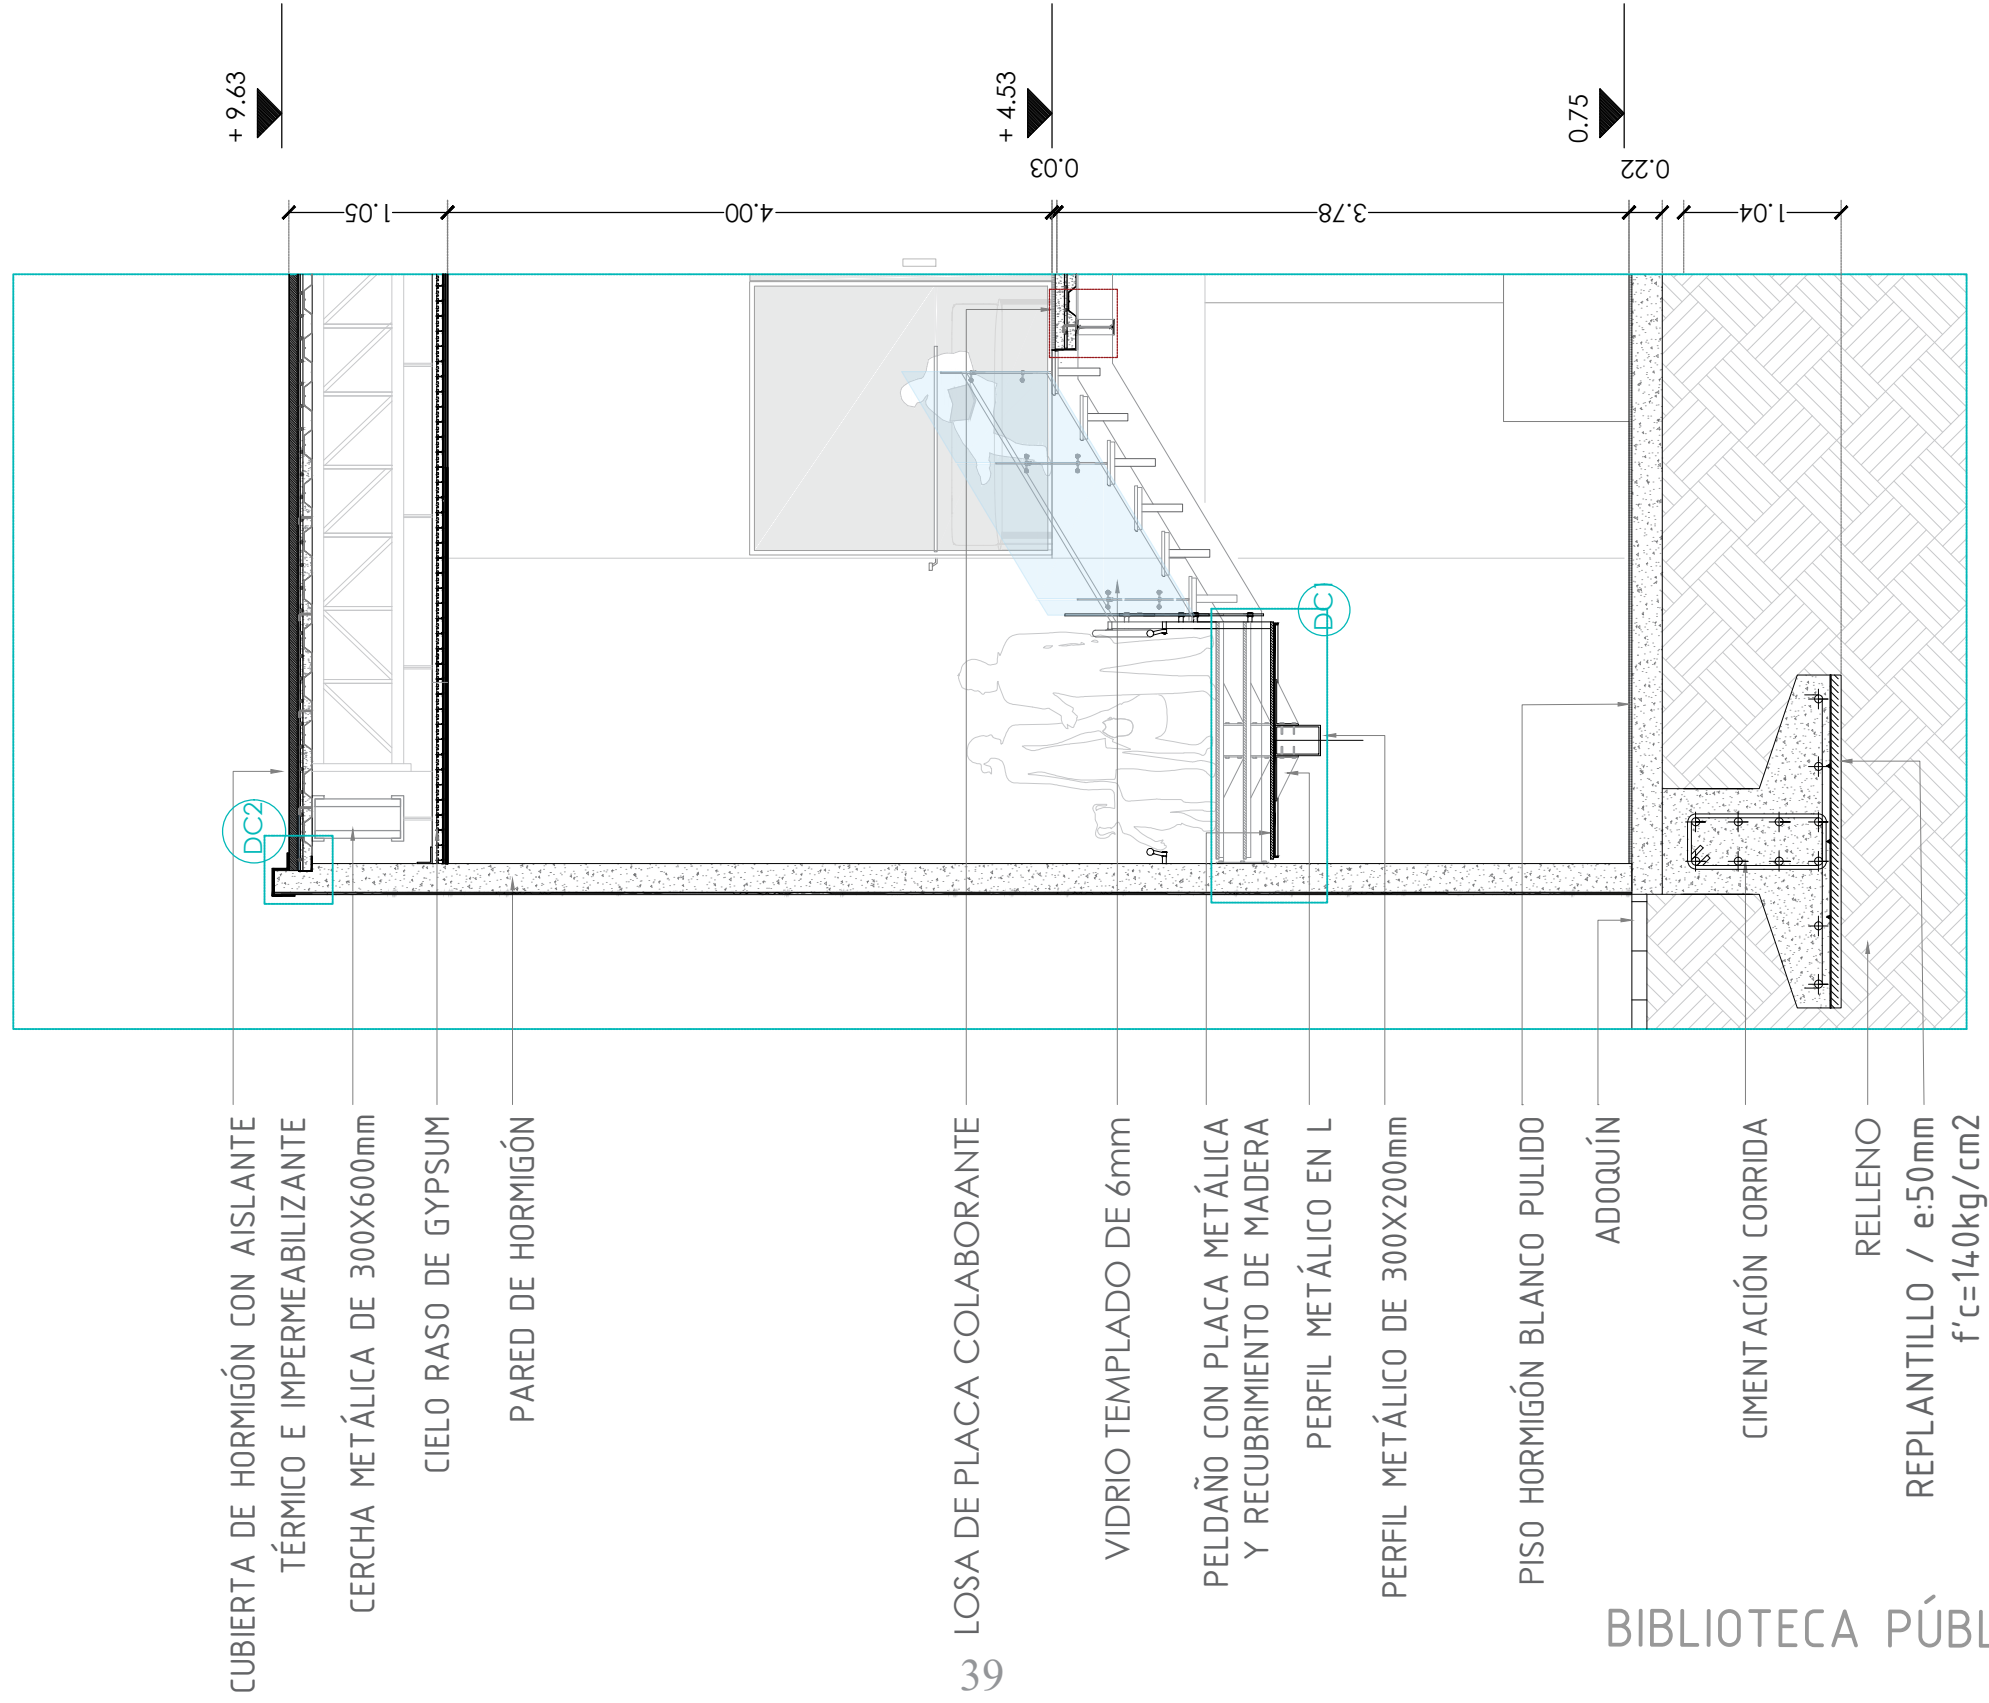 + 9.63
+ 4.53
0.75
0.03
0.22
1.05
4.00
3.78
1.04
DC2
DC
CUBIERTA DE HORMIGÓN CON AISLANTE
TÉRMICO E IMPERMEABILIZANTE
CERCHA METÁLICA DE 300X600mm
CIELO RASO DE GYPSUM
PARED DE HORMIGÓN
LOSA DE PLACA COLABORANTE
VIDRIO TEMPLADO DE 6mm
PELDAÑO CON PLACA METÁLICA
Y RECUBRIMIENTO DE MADERA
PERFIL METÁLICO EN L
PERFIL METÁLICO DE 300X200mm
PISO HORMIGÓN BLANCO PULIDO
ADOQUÍN
CIMENTACIÓN CORRIDA
RELLENO
REPLANTILLO / e:50mm
f'c=140kg/cm2
BIBLIOTECA PÚBL
39